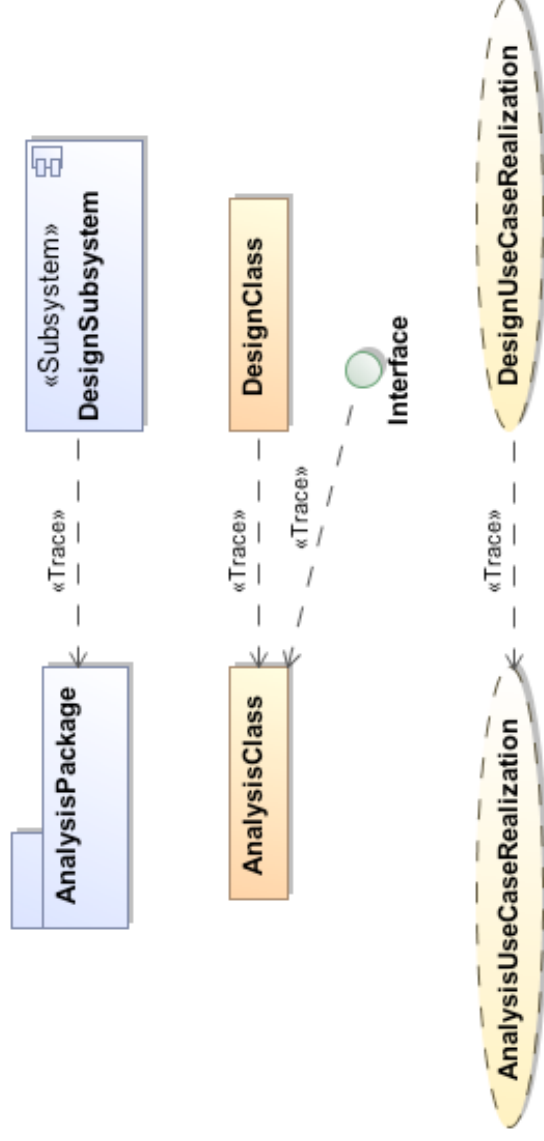 AnalysisPackage
«Trace»
«Subsystem»
DesignSubsystem
AnalysisClass
«Trace»
DesignClass
«Trace»
Interface
AnalysisUseCaseRealization
«Trace»
DesignUseCaseRealization